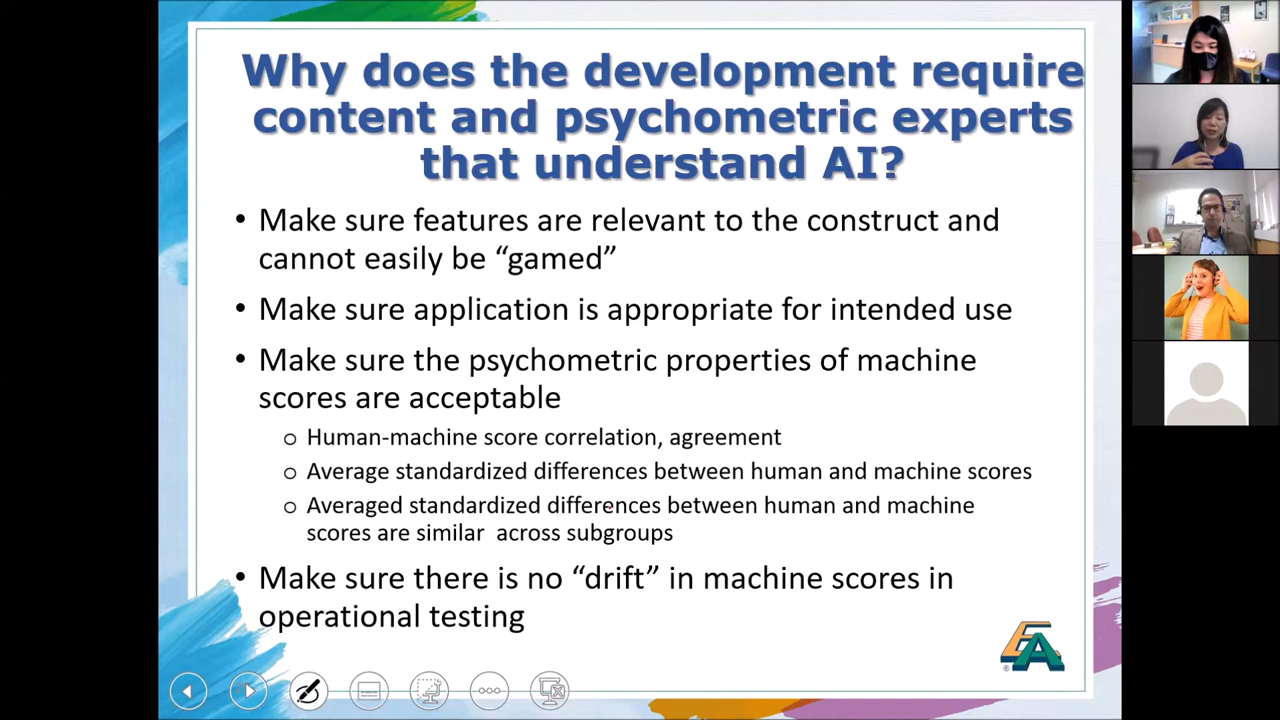 Why does the development require
content and psychometric experts
that understand AI?
• Make sure features are relevant to the construct and
cannot easily be “gamed”
• Make sure application is appropriate for intended use
• Make sure the psychometric properties of machine
scores are acceptable
o Human-machine score correlation, agreement
o Average standardized differences between human and machine scores
o Averaged standardized differences between human and machine
scores are similar  across subgroups
• Make sure there is no “drift” in machine scores in
operational testing
EA
®